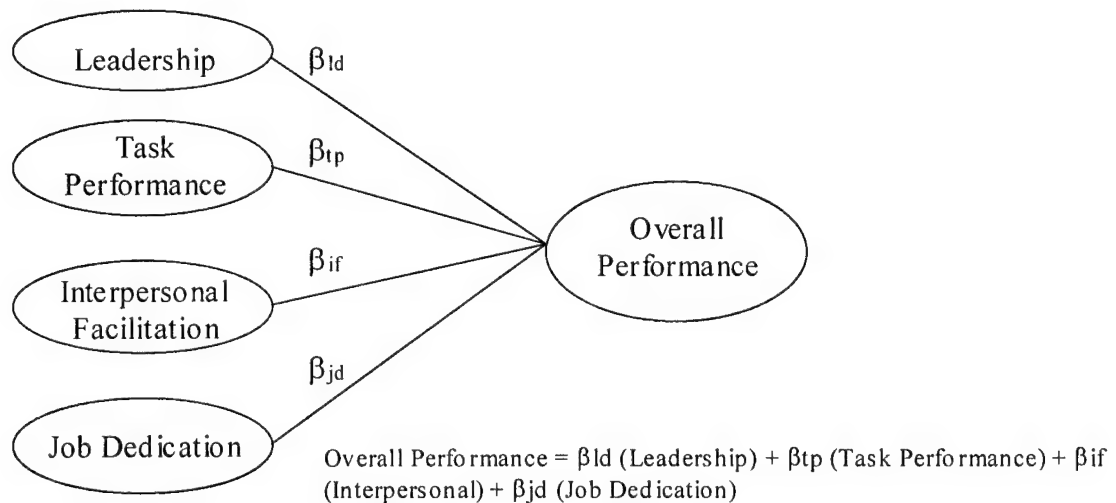 Leadership
βld
Task
Performance
βtp
Interpersonal
Facilitation
βif
Job Dedication
βjd
Overall
Performance
Overall Performance = βld (Leadership) + βtp (Task Performance) + βif
(Interpersonal) + βjd (Job Dedication)